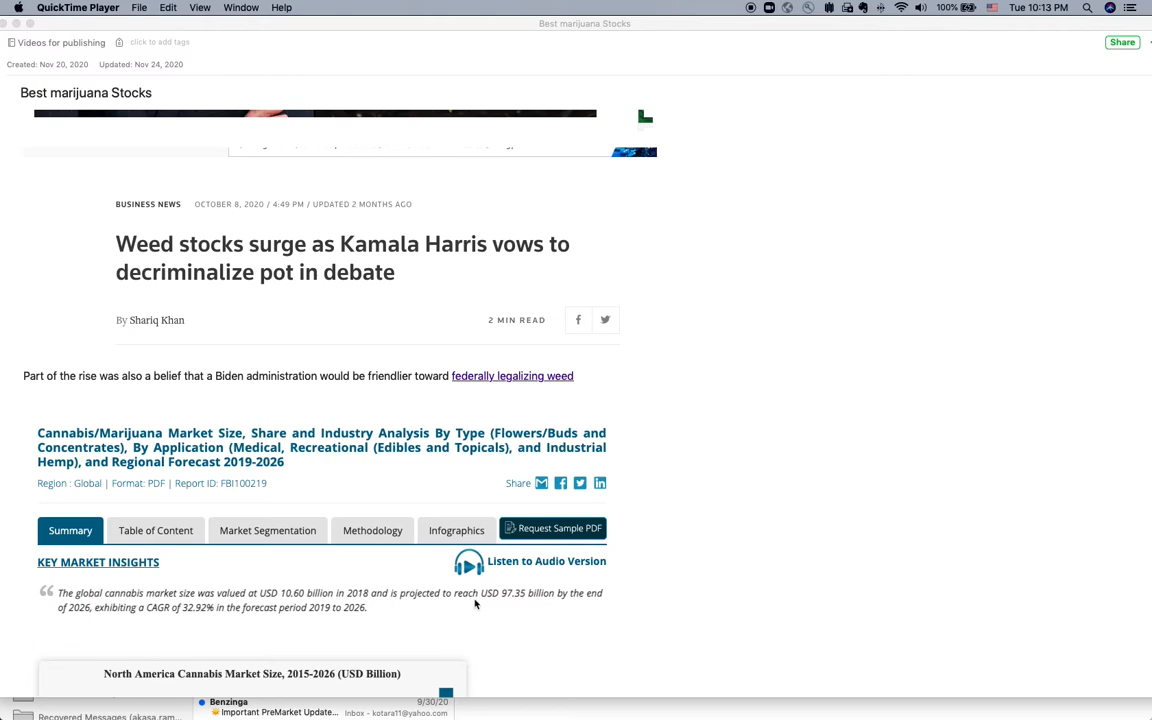 QuickTime Player File Edit View Window Help 100% Tue 10:13 PM
Best marijuana Stocks
Videos for publishing click to add tags Share
Created: Nov 20, 2020 Updated: Nov 24, 2020
Best marijuana Stocks
BUSINESS NEWS OCTOBER 8, 2020 / 4:49 PM / UPDATED 2 MONTHS AGO
Weed stocks surge as Kamala Harris vows to
decriminalize pot in debate
By Shariq Khan 2 MIN READ
Part of the rise was also a belief that a Biden administration would be friendlier toward federally legalizing weed
Cannabis/Marijuana Market Size, Share and Industry Analysis By Type (Flowers/Buds and
Concentrates), By Application (Medical, Recreational (Edibles and Topicals), and Industrial
Hemp), and Regional Forecast 2019-2026
Region : Global | Format: PDF | Report ID: FBI100219 Share
Summary Table of Content Market Segmentation Methodology Infographics Request Sample PDF
KEY MARKET INSIGHTS Listen to Audio Version
The global cannabis market size was valued at USD 10.60 billion in 2018 and is projected to reach USD 97.35 billion by the end
of 2026, exhibiting a CAGR of 32.92% in the forecast period 2019 to 2026.
North America Cannabis Market Size, 2015-2026 (USD Billion)
Benzinga 9/30/20
Important PreMarket Update... Inbox - kotara11@yahoo.com
Recovered Messages (akasa.ram...